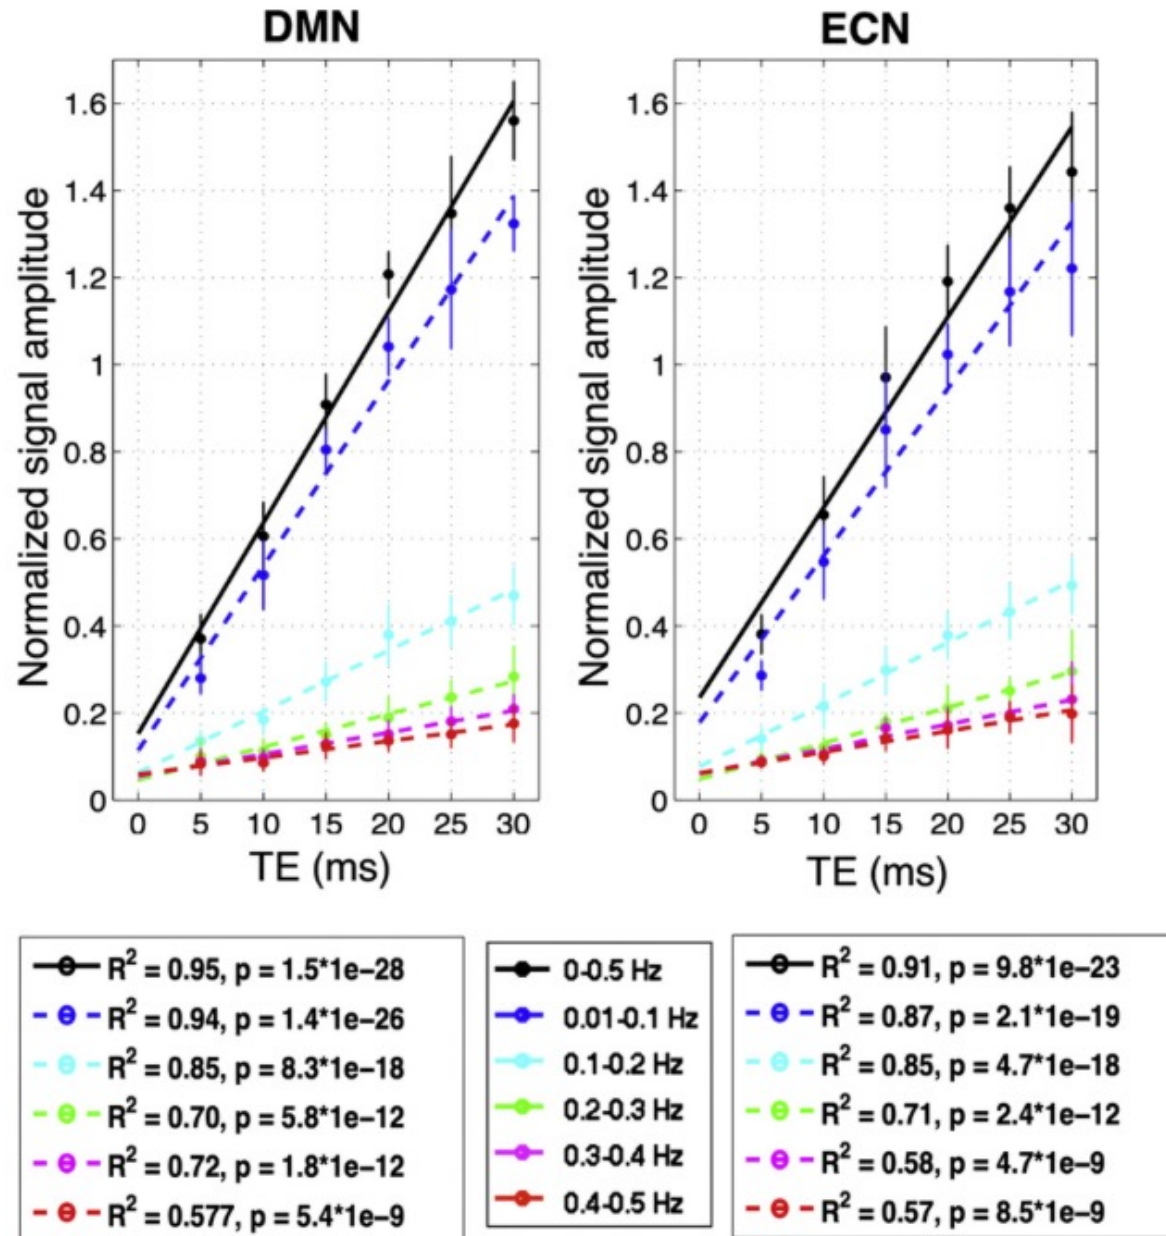 DMN
ECN
Normalized signal amplitude
1.6
1.4
1.2
1
0.8
0.6
0.4
0.2
0
0 5 10 15 20 25 30
TE (ms)
Normalized signal amplitude
1.6
1.4
1.2
1
0.8
0.6
0.4
0.2
0
0 5 10 15 20 25 30
TE (ms)
R² = 0.95, p = 1.5*1e−28
R² = 0.94, p = 1.4*1e−26
R² = 0.85, p = 8.3*1e−18
R² = 0.70, p = 5.8*1e−12
R² = 0.72, p = 1.8*1e−12
R² = 0.577, p = 5.4*1e−9
0-0.5 Hz
0.01-0.1 Hz
0.1-0.2 Hz
0.2-0.3 Hz
0.3-0.4 Hz
0.4-0.5 Hz
R² = 0.91, p = 9.8*1e−23
R² = 0.87, p = 2.1*1e−19
R² = 0.85, p = 4.7*1e−18
R² = 0.71, p = 2.4*1e−12
R² = 0.58, p = 4.7*1e−9
R² = 0.57, p = 8.5*1e−9